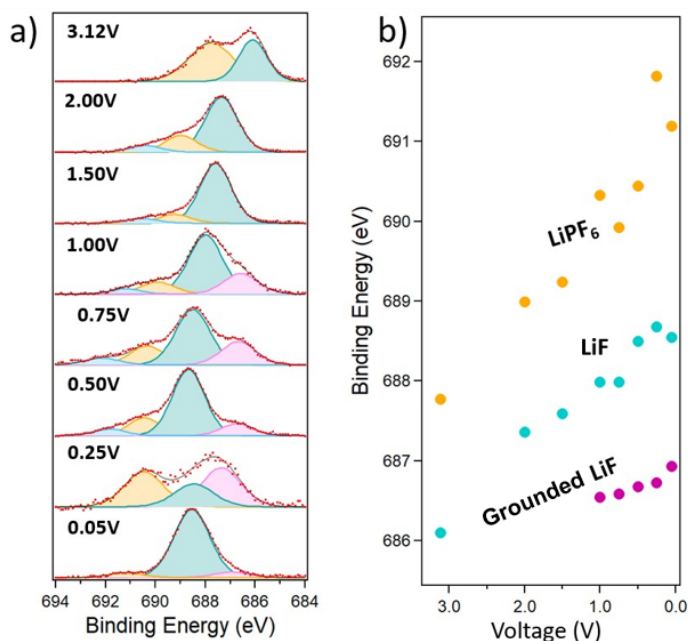 a)
3.12V
2.00V
1.50V
1.00V
0.75V
0.50V
0.25V
0.05V
694 692 690 688 686 684
Binding Energy (eV)
b)
692
691
690
689
688
687
686
Binding Energy (eV)
LiPF₆
LiF
Grounded LiF
3.0 2.0 1.0 0.0
Voltage (V)